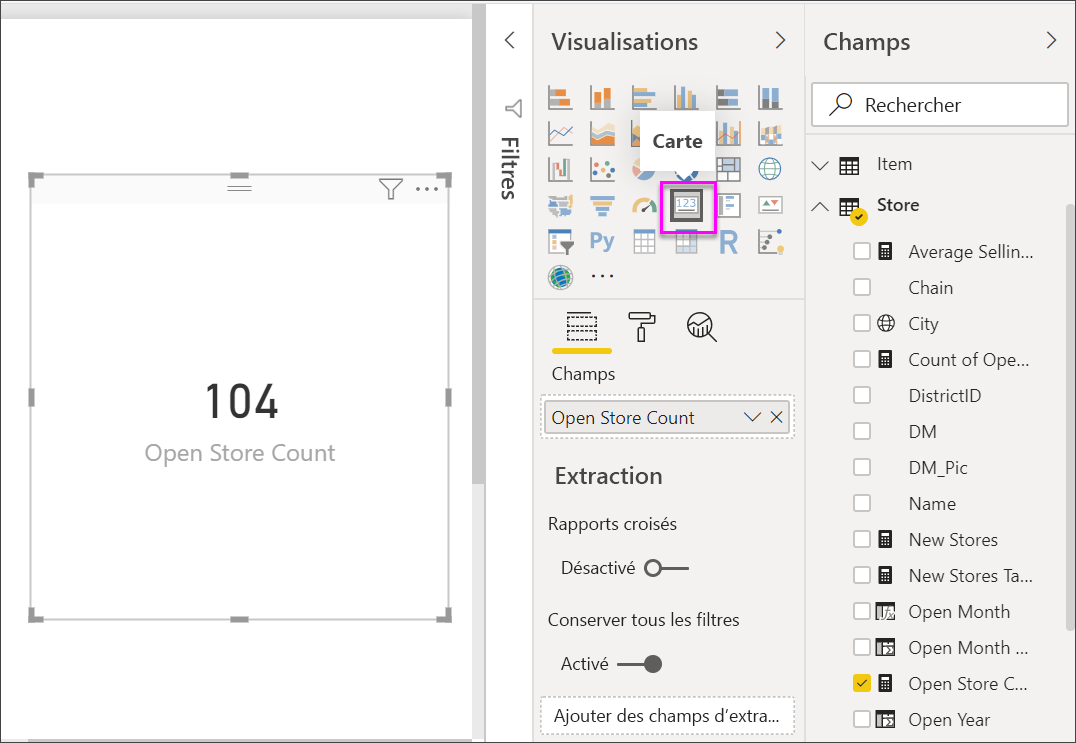 104
Open Store Count
Filtres
Visualisations
Carte
123
Py
R
Champs
Open Store Count
Extraction
Rapports croisés
Désactivé
Conserver tous les filtres
Activé
Ajouter des champs d’extra...
Champs
Rechercher
Item
Store
Average Sellin...
Chain
City
Count of Ope...
DistrictID
DM
DM_Pic
Name
New Stores
New Stores Ta...
Open Month
Open Month ...
Open Store C...
Open Year